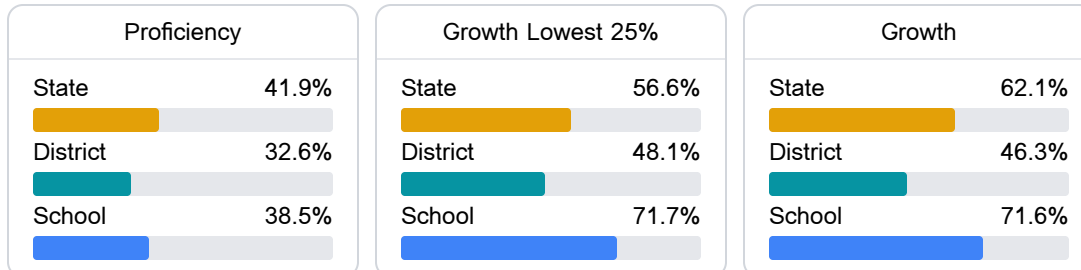 Proficiency
State 41.9%
District 32.6%
School 38.5%
Growth Lowest 25%
State 56.6%
District 48.1%
School 71.7%
Growth
State 62.1%
District 46.3%
School 71.6%